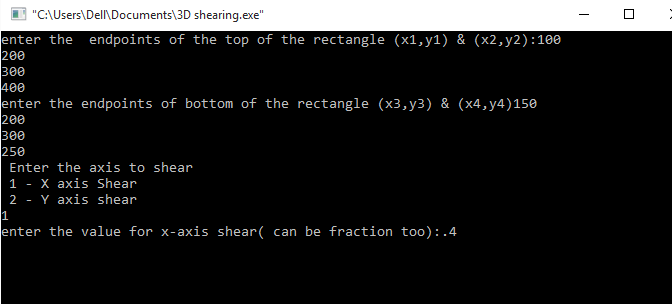 "C:\Users\Dell\Documents\3D shearing.exe"
enter the  endpoints of the top of the rectangle (x1,y1) & (x2,y2):100
200
300
400
enter the endpoints of bottom of the rectangle (x3,y3) & (x4,y4)150
200
300
250
 Enter the axis to shear
 1 - X axis Shear
 2 - Y axis shear
1
enter the value for x-axis shear( can be fraction too):.4